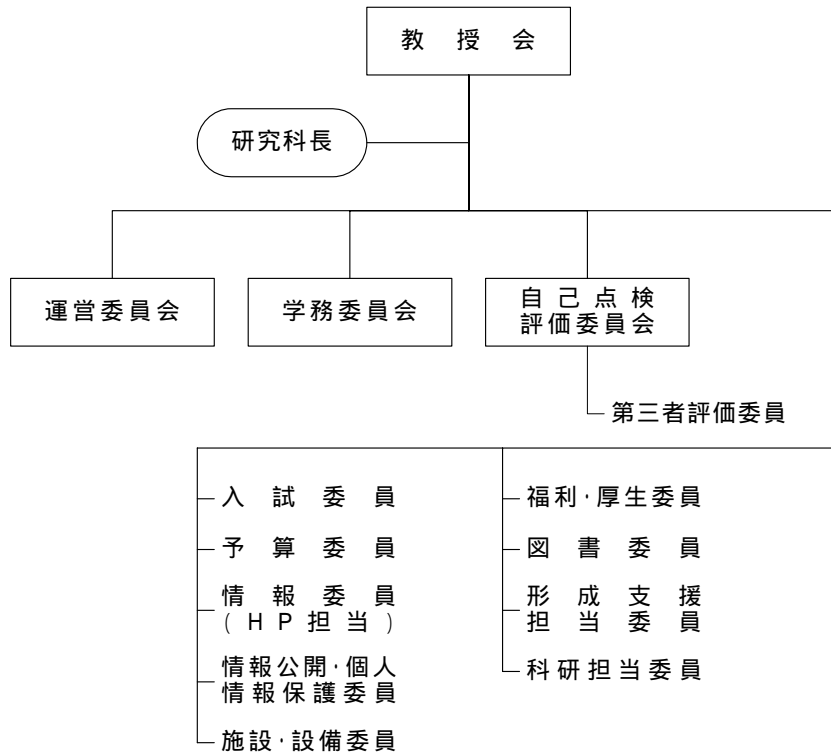 教授会
研究科長
運営委員会
学務委員会
自己点検
評価委員会
第三者評価委員
入試委員
予算委員
情報委員
(HP担当)
情報公開・個人
情報保護委員
施設・設備委員
福利・厚生委員
図書委員
形成支援
担当委員
科研担当委員